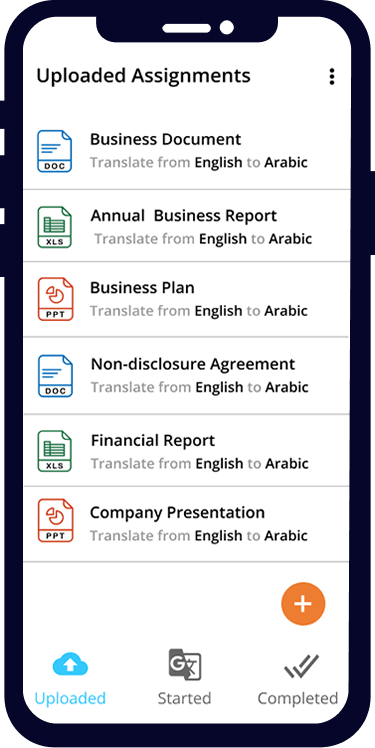 Uploaded Assignments
Business Document
DOC
Translate from English to Arabic
Annual Business Report
XLS
Translate from English to Arabic
Business Plan
PPT
Translate from English to Arabic
Non-disclosure Agreement
DOC
Translate from English to Arabic
Financial Report
XLS
Translate from English to Arabic
Company Presentation
PPT
Translate from English to Arabic
+
G
Uploaded
Started
Completed